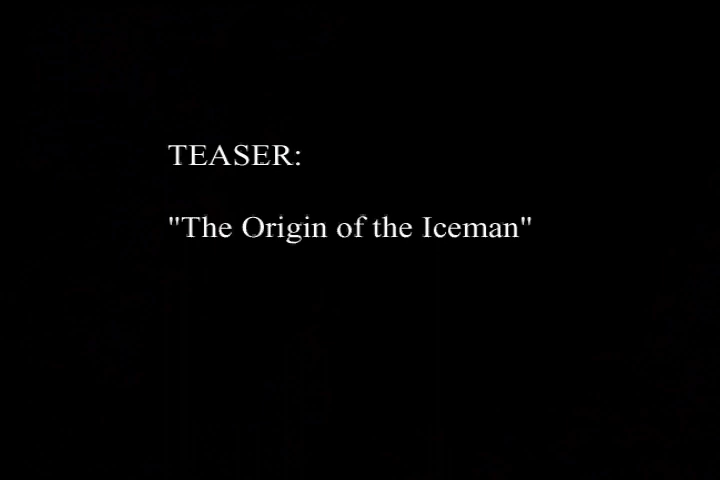 TEASER:
"The Origin of the Iceman"